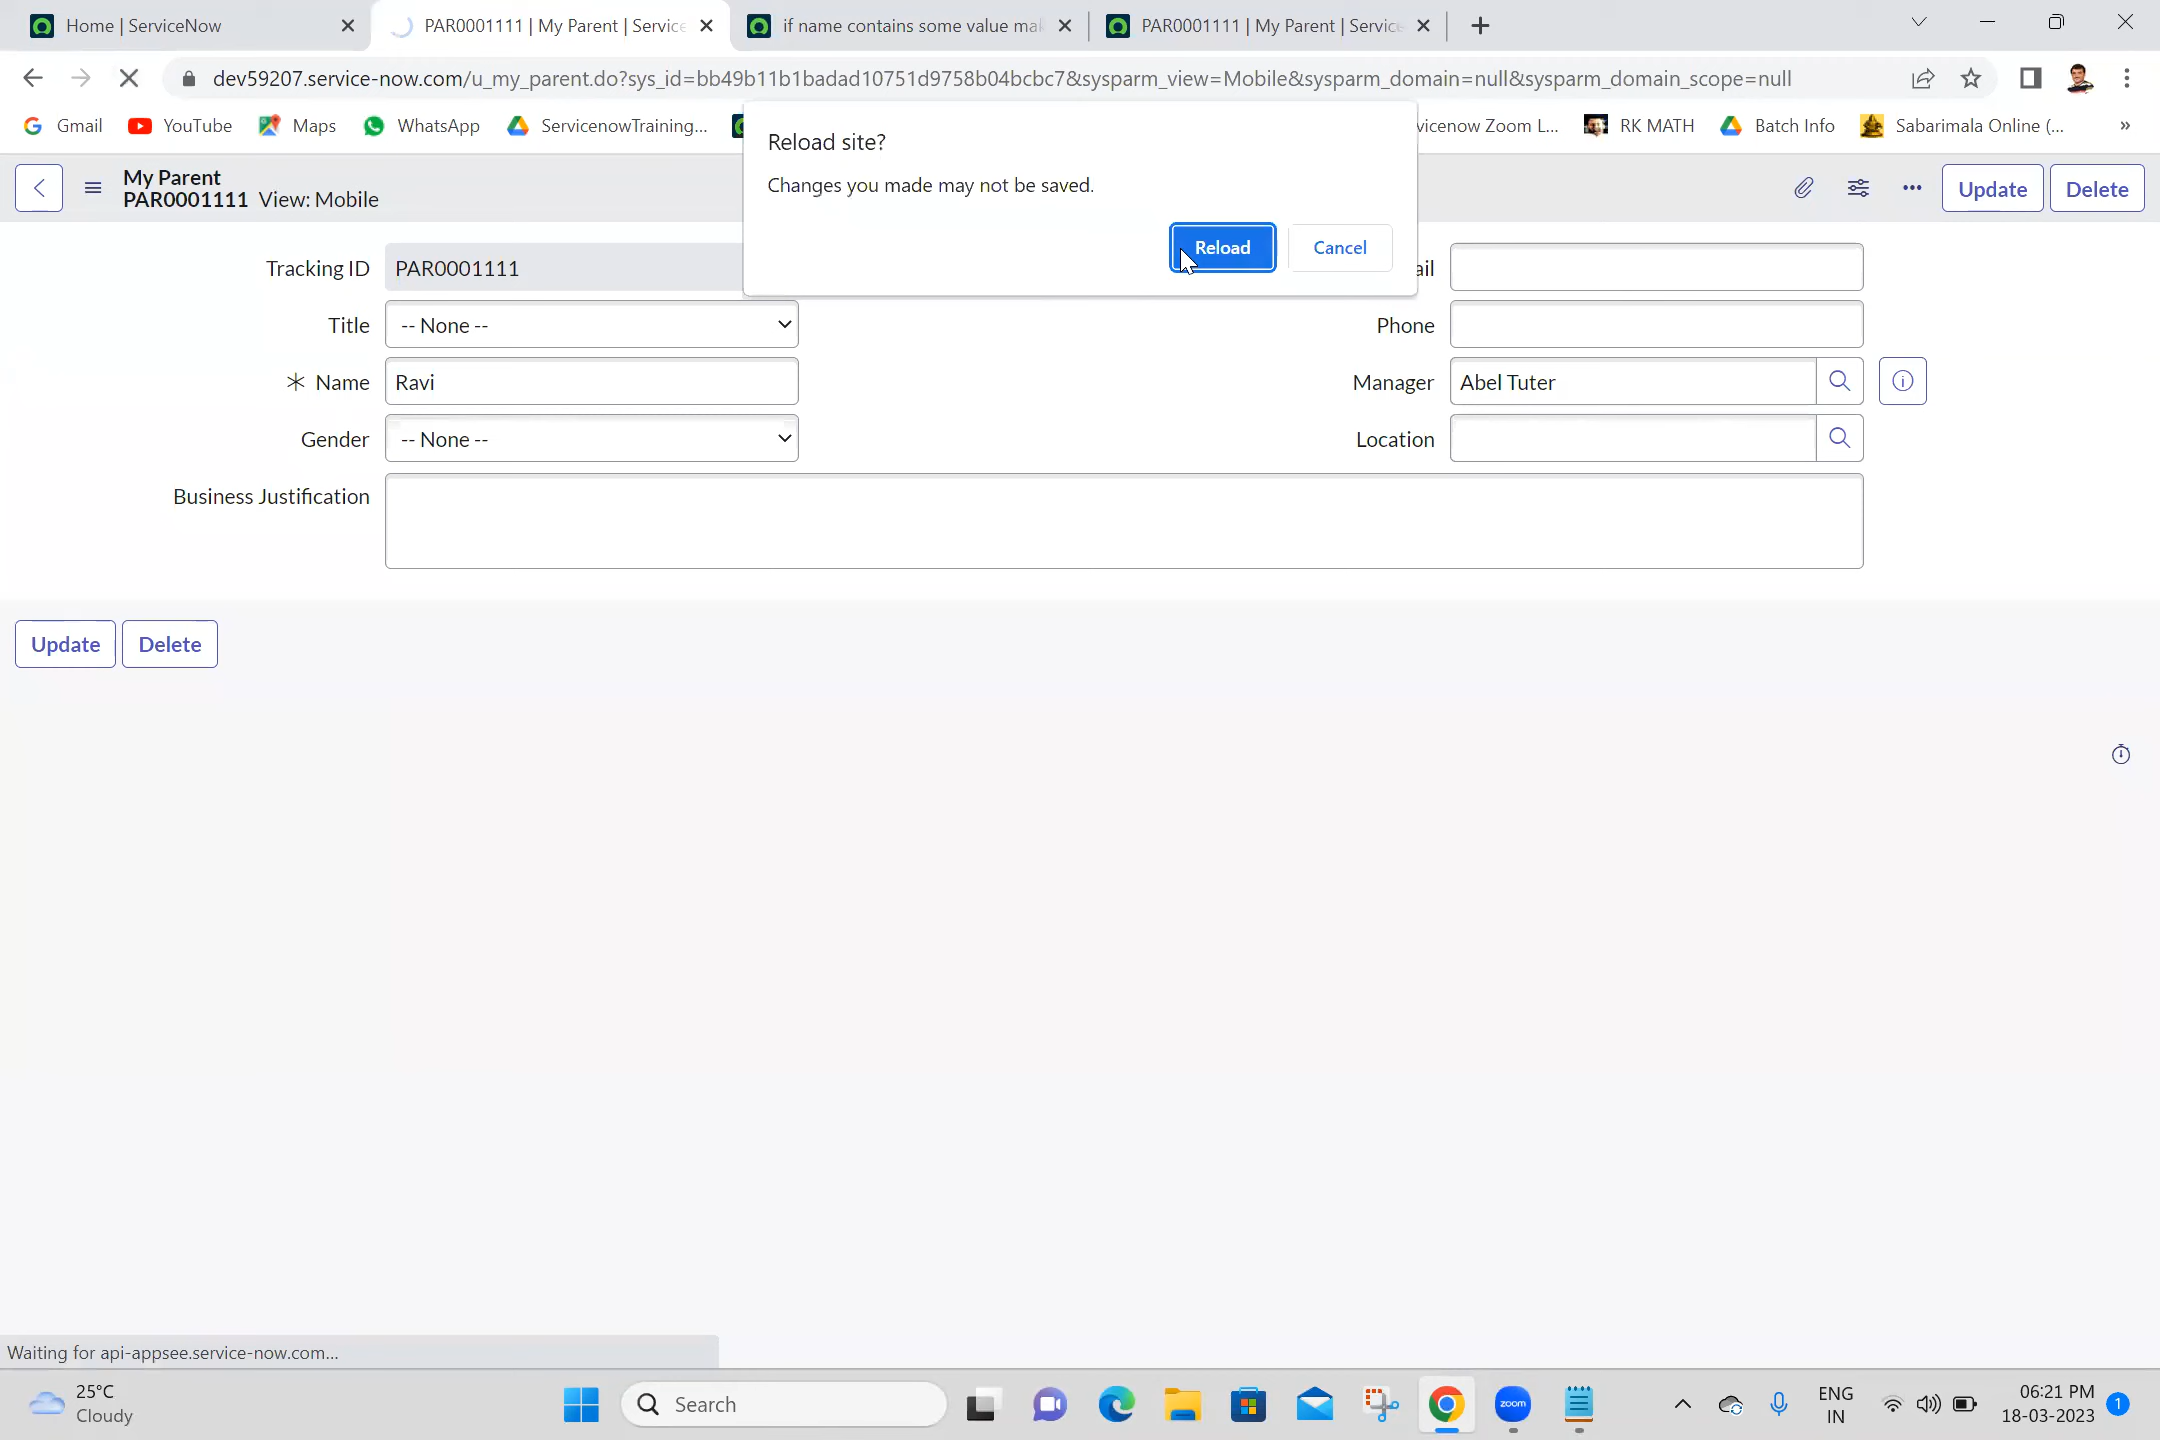 Home | ServiceNow
PAR0001111 | My Parent | Service
if name contains some value mak
PAR0001111 | My Parent | Service
dev59207.service-now.com/u_my_parent.do?sys_id=bb49b11b1badad10751d9758b04bcbc7&sysparm_view=Mobile&sysparm_domain=null&sysparm_domain_scope=null
Gmail
YouTube
Maps
WhatsApp
ServicenowTraining...
vicenow Zoom L...
RK MATH
Batch Info
Sabarimala Online (...
»
Reload site?
Changes you made may not be saved.
Reload
Cancel
My Parent
PAR0001111 View: Mobile
Update
Delete
Tracking ID
PAR0001111
ail
Title
-- None --
Phone
Name
Ravi
Manager
Abel Tuter
Gender
-- None --
Location
Business Justification
Update
Delete
Waiting for api-appsee.service-now.com...
25°C
Cloudy
Search
zoom
ENG
IN
06:21 PM
18-03-2023
1